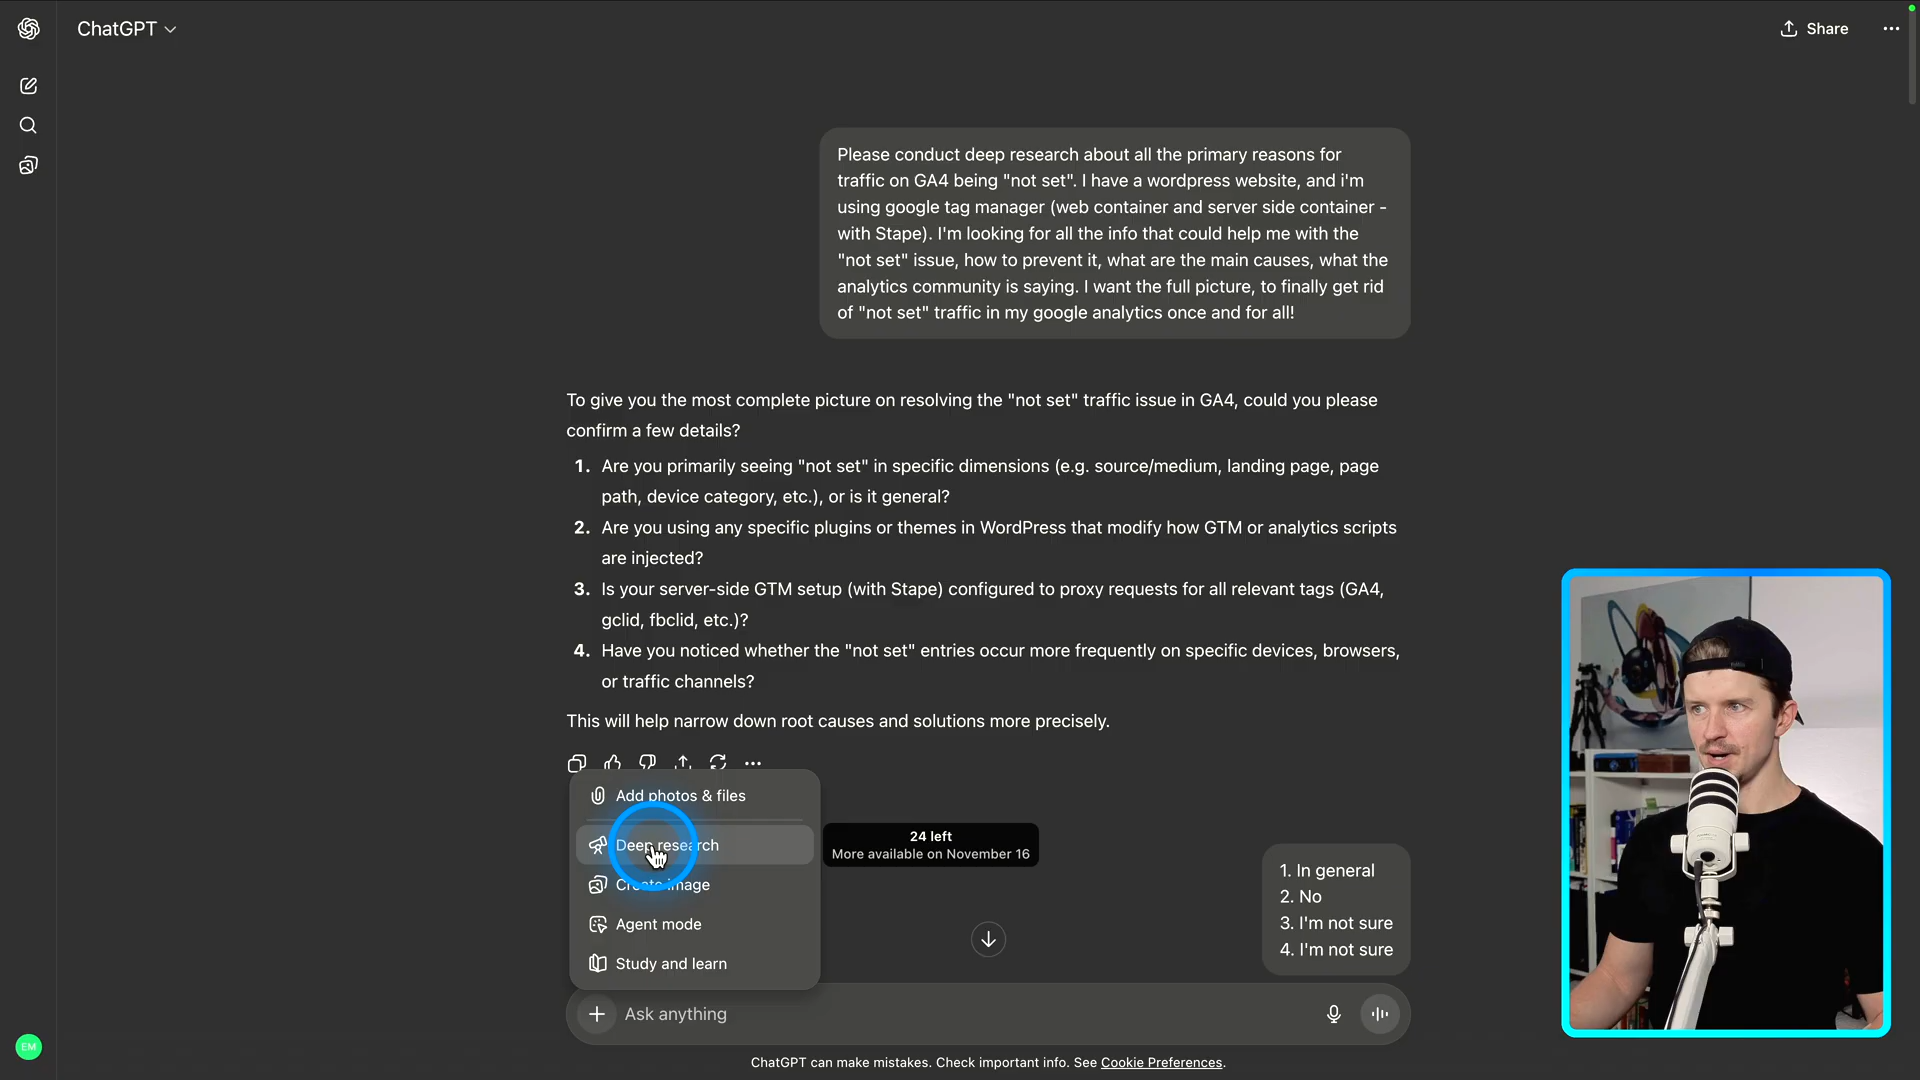 ChatGPT
Share
Please conduct deep research about all the primary reasons for
traffic on GA4 being "not set". I have a wordpress website, and i'm
using google tag manager (web container and server side container -
with Stape). I'm looking for all the info that could help me with the
"not set" issue, how to prevent it, what are the main causes, what the
analytics community is saying. I want the full picture, to finally get rid
of "not set" traffic in my google analytics once and for all!
To give you the most complete picture on resolving the "not set" traffic issue in GA4, could you please
confirm a few details?
1. Are you primarily seeing "not set" in specific dimensions (e.g. source/medium, landing page, page
path, device category, etc.), or is it general?
2. Are you using any specific plugins or themes in WordPress that modify how GTM or analytics scripts
are injected?
3. Is your server-side GTM setup (with Stape) configured to proxy requests for all relevant tags (GA4,
gclid, fbclid, etc.)?
4. Have you noticed whether the "not set" entries occur more frequently on specific devices, browsers,
or traffic channels?
This will help narrow down root causes and solutions more precisely.
Add photos & files
Deep research
24 left
More available on November 16
Create image
Agent mode
Study and learn
1. In general
2. No
3. I'm not sure
4. I'm not sure
Ask anything
EM
ChatGPT can make mistakes. Check important info. See Cookie Preferences.